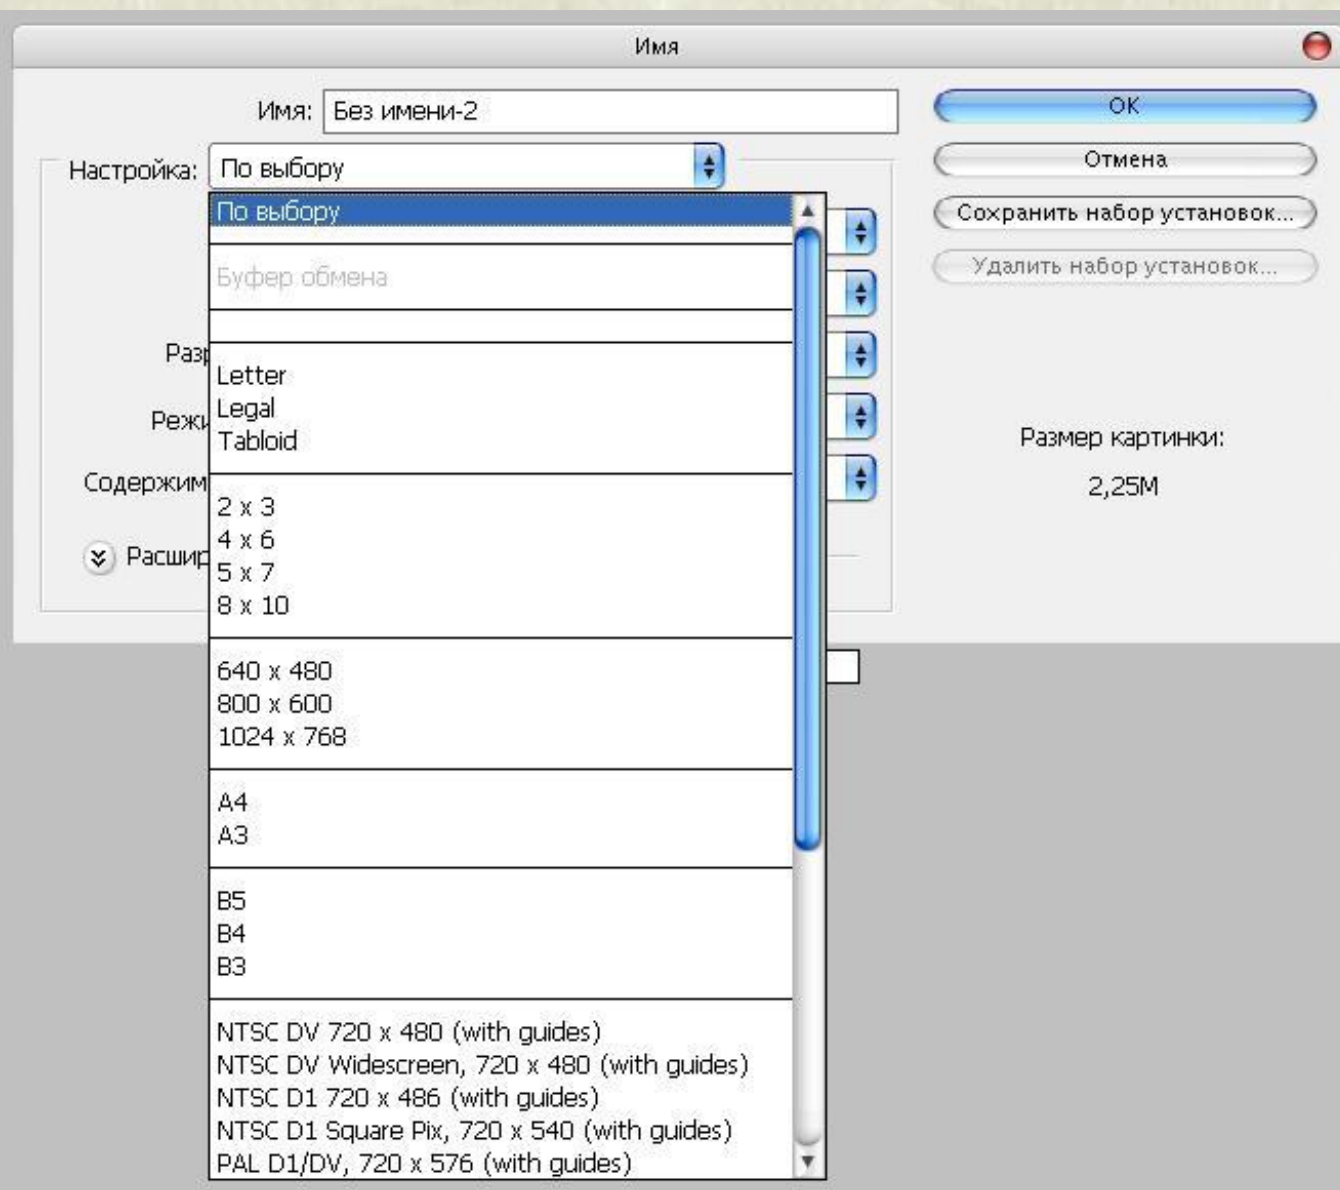 Имя
Имя: Без имени-2
OK
Настройка: По выбору
Отмена
По выбору
Сохранить набор установок...
Буфер обмена
Удалить набор установок...
Разр
Letter
Режи
Legal
Tabloid
Размер картинки:
Содержим
2,25M
2 x 3
4 x 6
Расшир
5 x 7
8 x 10
640 x 480
800 x 600
1024 x 768
A4
A3
B5
B4
B3
NTSC DV 720 x 480 (with guides)
NTSC DV Widescreen, 720 x 480 (with guides)
NTSC D1 720 x 486 (with guides)
NTSC D1 Square Pix, 720 x 540 (with guides)
PAL D1/DV, 720 x 576 (with guides)